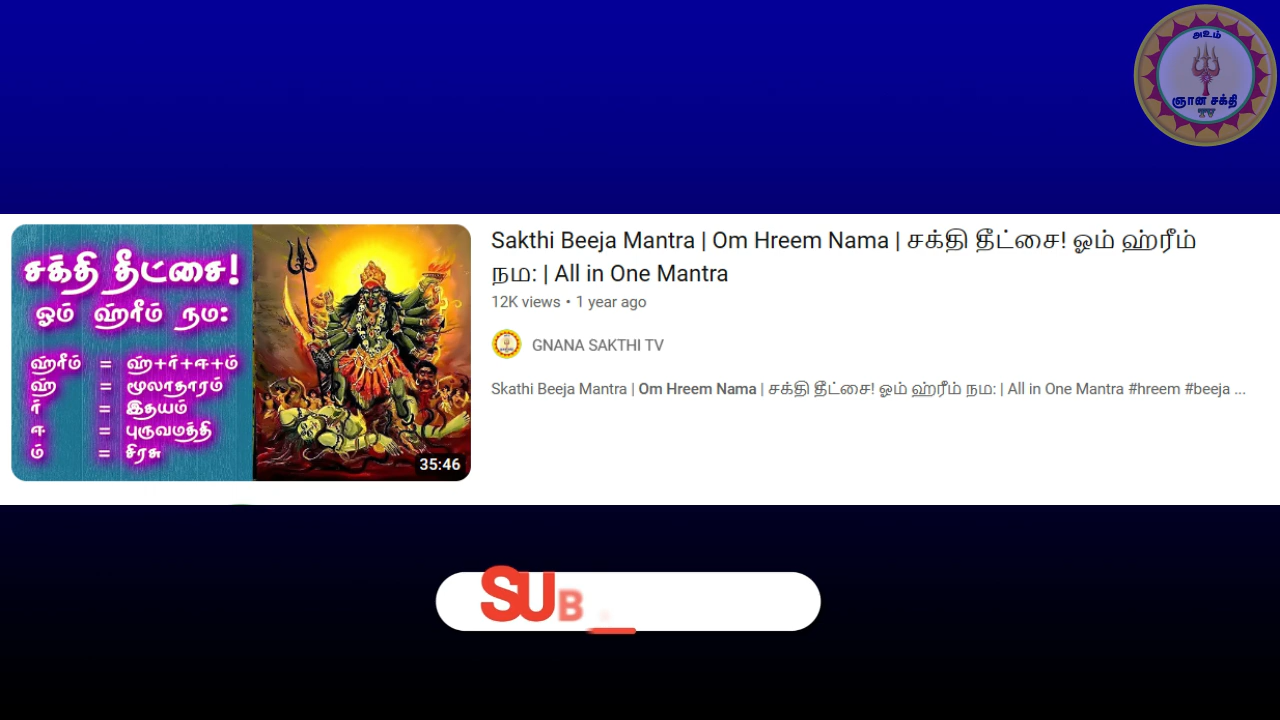 அஉம்
ஞான சக்தி
TV
சக்தி தீட்சை!
ஓம் ஹ்ரீம் நம:
ஹ்ரீம் = ஹ்+ர்+ஈ+ம்
ஹ் = மூலாதாரம்
ர் = இதயம்
ஈ = புருவமத்தி
ம் = சிரசு
35:46
Sakthi Beeja Mantra | Om Hreem Nama | சக்தி தீட்சை! ஓம் ஹ்ரீம்
நம: | All in One Mantra
12K views • 1 year ago
GNANA SAKTHI TV
Skathi Beeja Mantra | Om Hreem Nama | சக்தி தீட்சை! ஓம் ஹ்ரீம் நம: | All in One Mantra #hreem #beeja ...
SUB